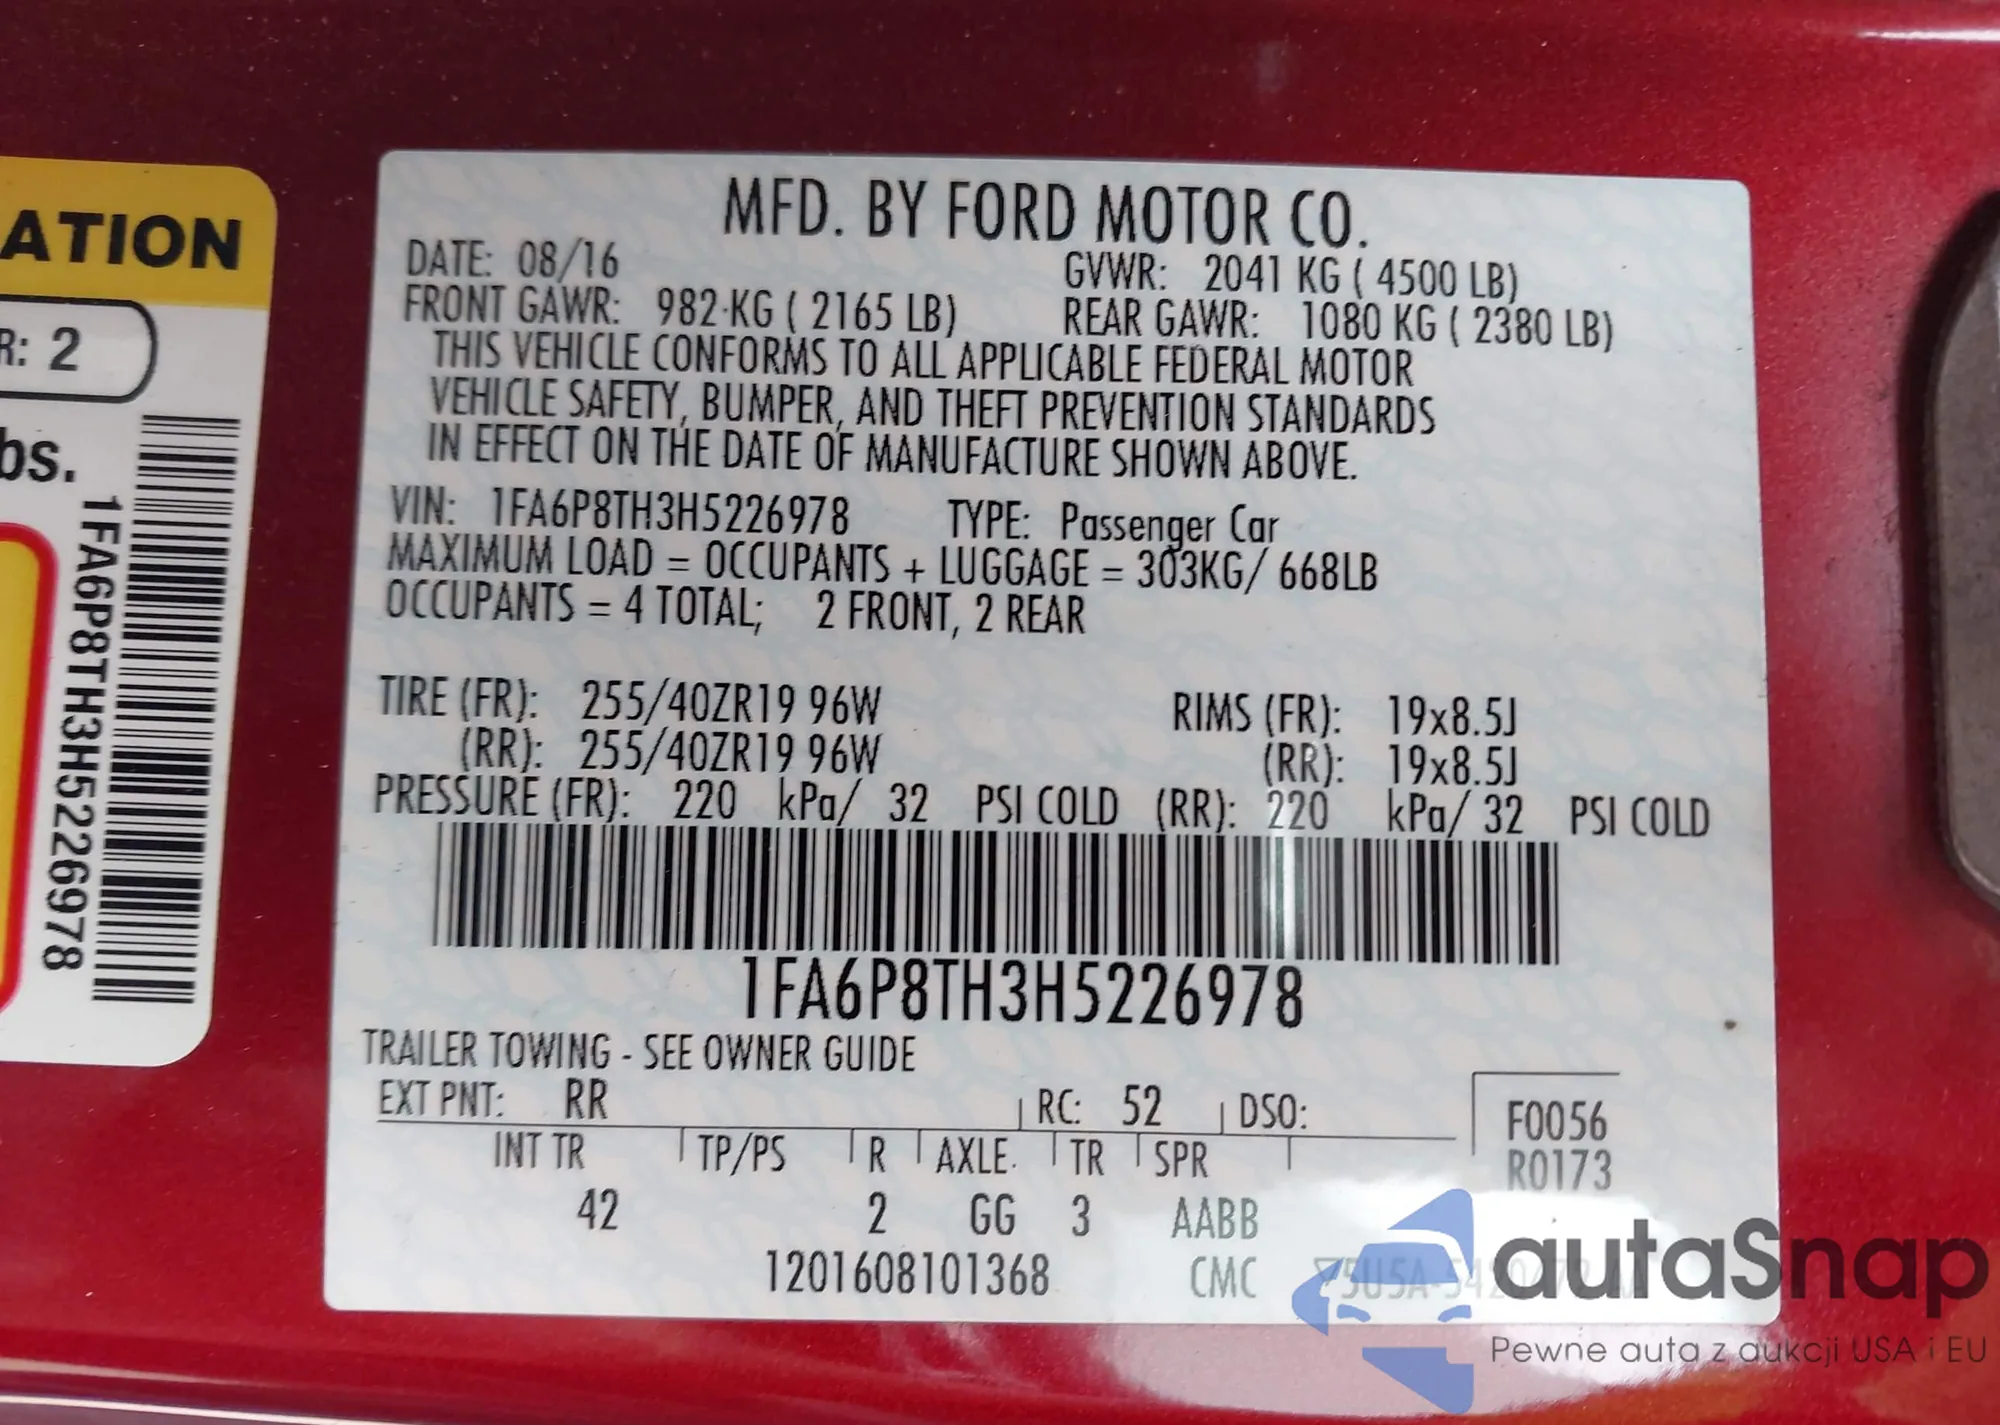 ATION
R: 2
bs.
1FA6P8TH3H5226978
MFD. BY FORD MOTOR CO.
DATE: 08/16 GVWR: 2041 KG ( 4500 LB)
FRONT GAWR: 982 KG ( 2165 LB) REAR GAWR: 1080 KG ( 2380 LB)
THIS VEHICLE CONFORMS TO ALL APPLICABLE FEDERAL MOTOR
VEHICLE SAFETY, BUMPER, AND THEFT PREVENTION STANDARDS
IN EFFECT ON THE DATE OF MANUFACTURE SHOWN ABOVE.
VIN: 1FA6P8TH3H5226978 TYPE: Passenger Car
MAXIMUM LOAD = OCCUPANTS + LUGGAGE = 303KG/ 668LB
OCCUPANTS = 4 TOTAL; 2 FRONT, 2 REAR
TIRE (FR): 255/40ZR19 96W RIMS (FR): 19x8.5J
(RR): 255/40ZR19 96W (RR): 19x8.5J
PRESSURE (FR): 220 kPa/ 32 PSI COLD (RR): 220 kPa/ 32 PSI COLD
1FA6P8TH3H5226978
TRAILER TOWING - SEE OWNER GUIDE
EXT PNT: RR RC: 52 DSO:
F0056
R0173
INT TR TP/PS R AXLE TR SPR
42 2 GG 3 AABB
1201608101368 CMC
autaSnap
Pewne auta z aukcji USA i EU